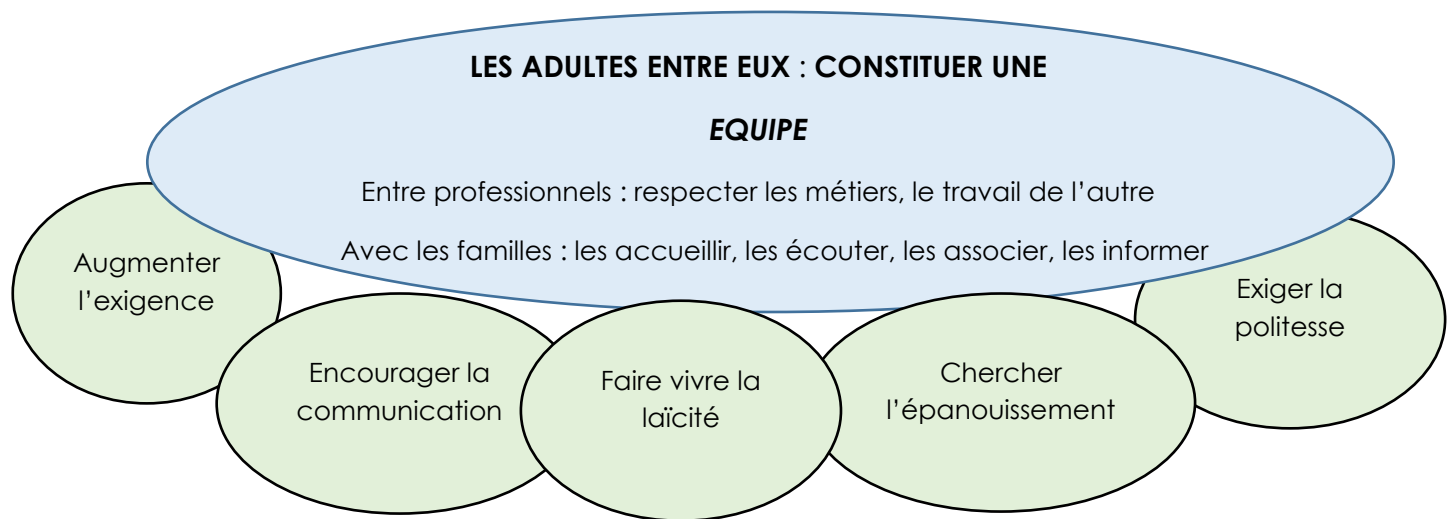 LES ADULTES ENTRE EUX : CONSTITUER UNE
EQUIPE
Entre professionnels : respecter les métiers, le travail de l’autre
Avec les familles : les accueillir, les écouter, les associer, les informer
Augmenter
l’exigence
Encourager la
communication
Faire vivre la
laïcité
Chercher
l’épanouissement
Exiger la
politesse